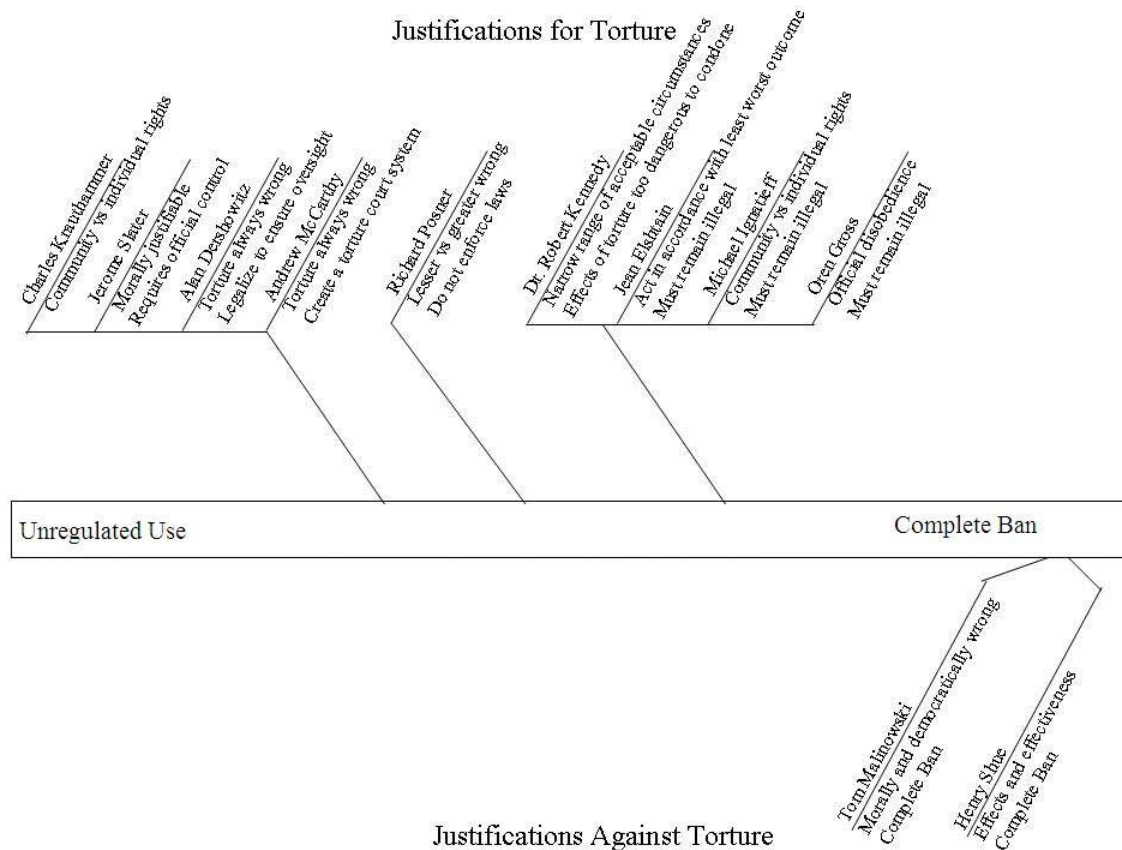 Justifications for Torture
Charles Krauthammer
Community vs individual rights
Jerome Slater
Morally justifiable
Requires official control
Alan Dershowitz
Torture always wrong
Legalize to ensure oversight
Andrew McCarthy
Torture always wrong
Create a torture court system
Richard Posner
Lesser vs greater wrong
Do not enforce laws
Dr. Robert Kennedy
Narrow range of acceptable circumstances
Effects of torture too dangerous to condone
Jean Elshtain
Act in accordance with least worst outcome
Must remain illegal
Michael Ignatieff
Community vs individual rights
Must remain illegal
Oren Gross
Official disobedience
Must remain illegal
Unregulated Use
Complete Ban
Tom Malinowski
Morally and democratically wrong
Complete Ban
Henry Shue
Effects and effectiveness
Complete Ban
Justifications Against Torture